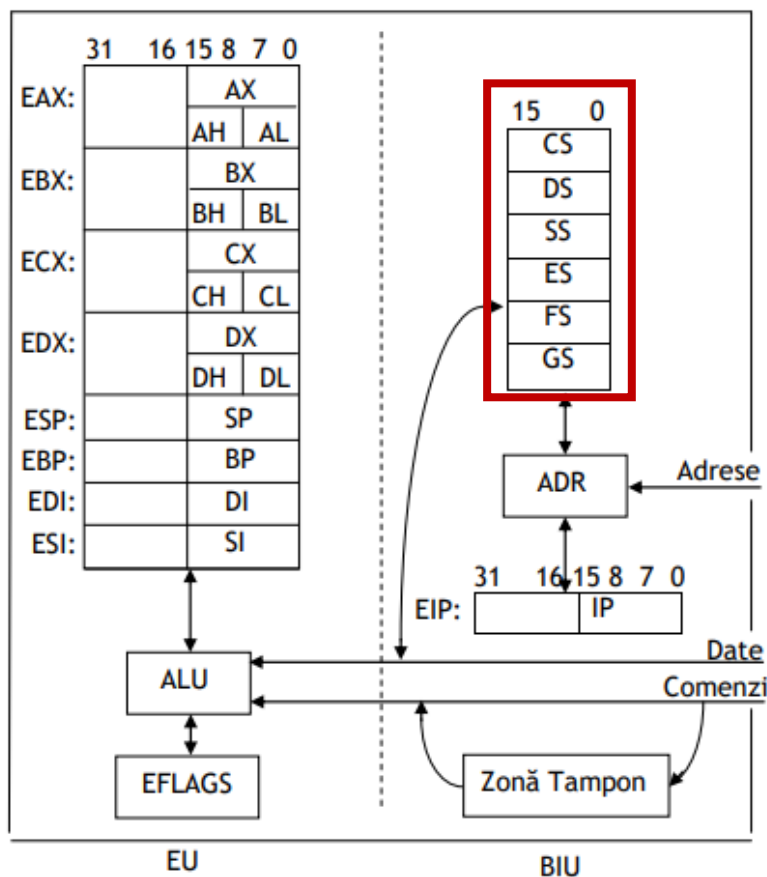 31 16 15 8 7 0
EAX: AX
AH AL
EBX: BX
BH BL
ECX: CX
CH CL
EDX: DX
DH DL
ESP: SP
EBP: BP
EDI: DI
ESI: SI
ALU
EFLAGS
EU
15 0
CS
DS
SS
ES
FS
GS
ADR
Adrese
31 16 15 8 7 0
EIP: IP
Date
Comenzi
Zonă Tampon
BIU